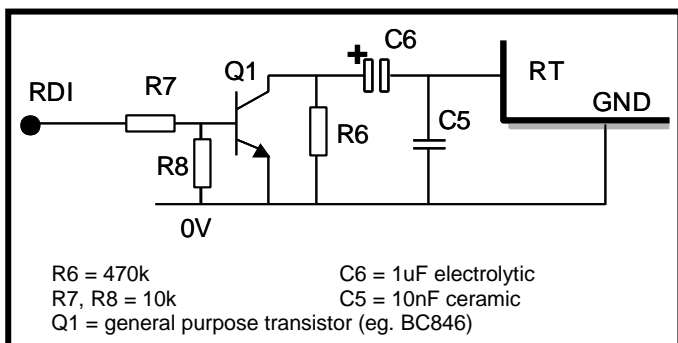 C6
+
Q1
RT
R7
RDI
GND
C5
R6
R8
0V
R6 = 470k
C6 = 1uF electrolytic
R7, R8 = 10k
C5 = 10nF ceramic
Q1 = general purpose transistor (eg. BC846)